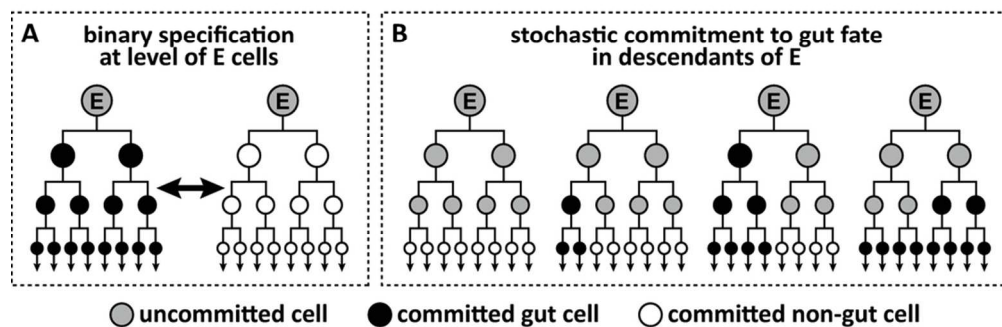 A
binary specification
at level of E cells
E
E
B
stochastic commitment to gut fate
in descendants of E
E
E
E
E
uncommitted cell
committed gut cell
committed non-gut cell